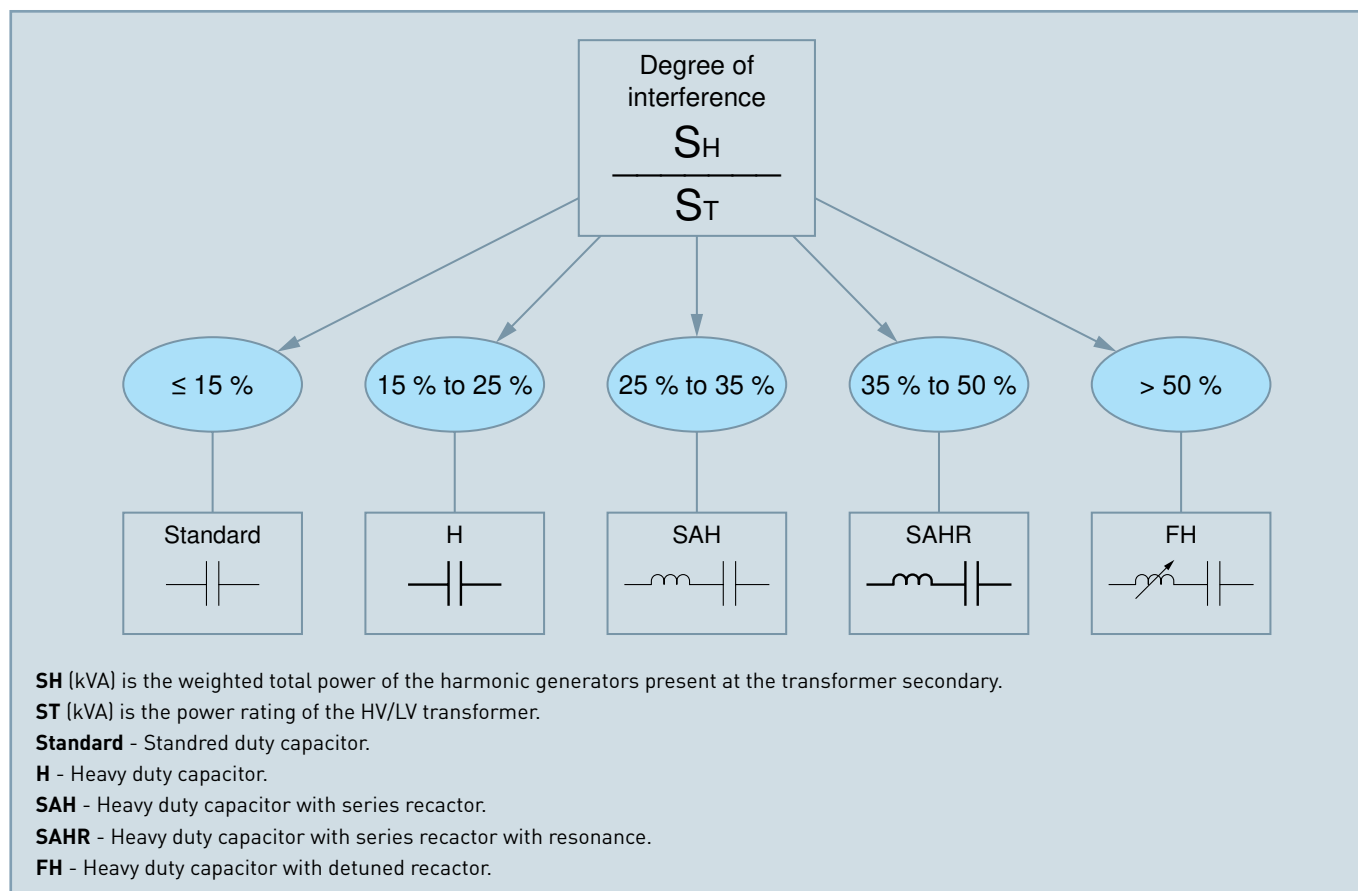 Degree of
interference
SH
ST
≤ 15 %
15 % to 25 %
25 % to 35 %
35 % to 50 %
> 50 %
Standard
H
SAH
SAHR
FH
SH (kVA) is the weighted total power of the harmonic generators present at the transformer secondary.
ST (kVA) is the power rating of the HV/LV transformer.
Standard - Standred duty capacitor.
H - Heavy duty capacitor.
SAH - Heavy duty capacitor with series recactor.
SAHR - Heavy duty capacitor with series recactor with resonance.
FH - Heavy duty capacitor with detuned recactor.